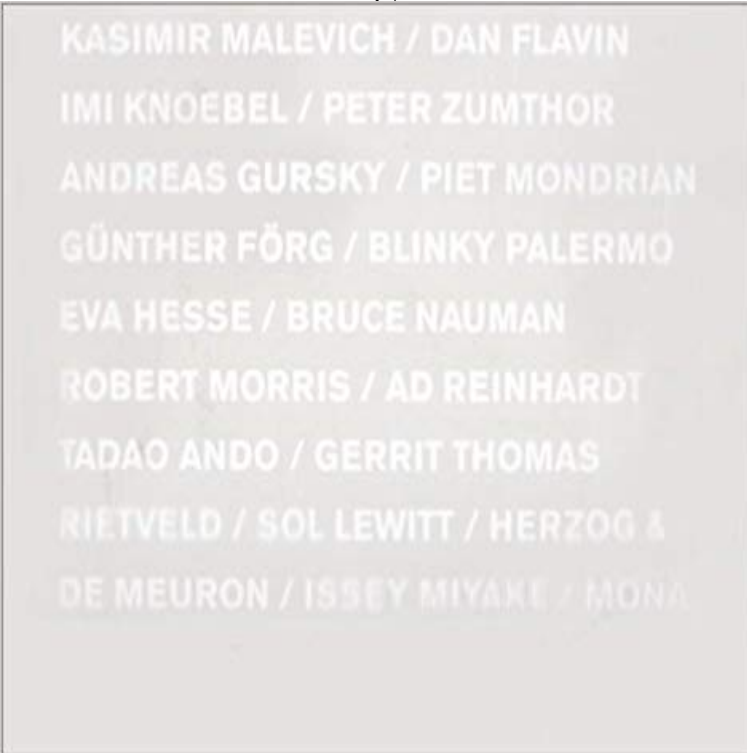 KASIMIR MALEVICH / DAN FLAVIN
IMI KNOEBEL / PETER ZUMTHOR
ANDREAS GURSKY / PIET MONDRIAN
GÜNTHER FÖRG / BLINKY PALERMO
EVA HESSE / BRUCE NAUMAN
ROBERT MORRIS / AD REINHARDT
TADAO ANDO / GERRIT THOMAS
RIETVELD / SOL LEWITT / HERZOG &
DE MEURON / ISSEY MIYAKE / MONA